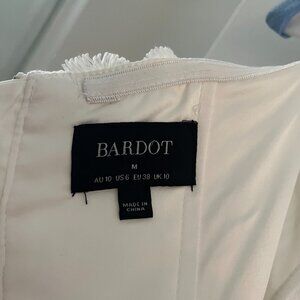 BARDOT
M
AU 10 US 6 EU 38 UK 10
MADE IN
CHINA